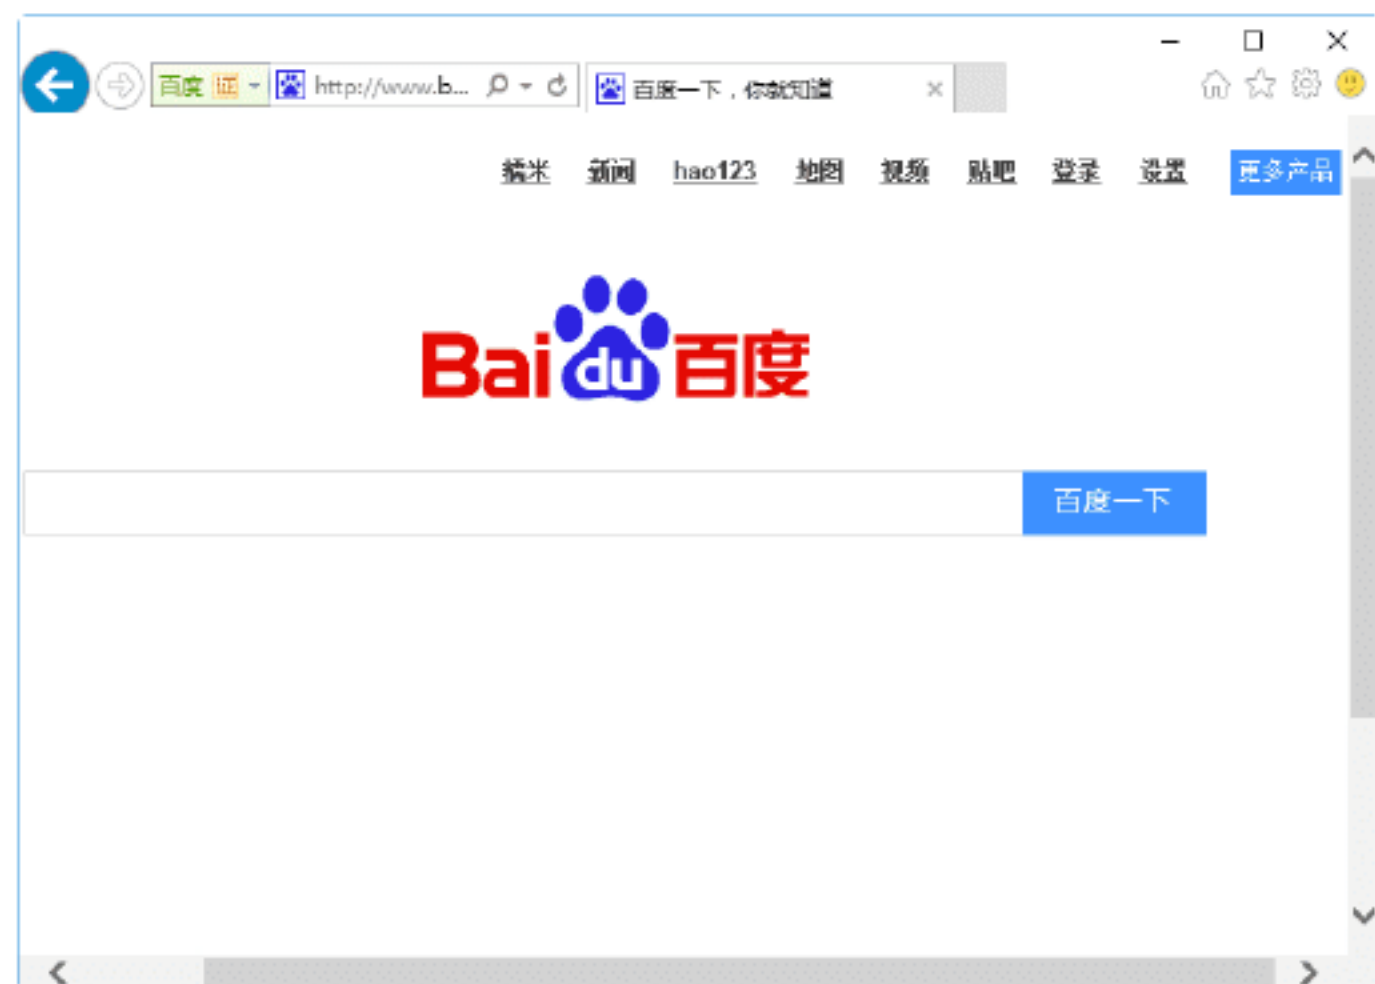 百度 证 http://www.b... 百度一下，你就知道
糯米 新闻 hao123 地图 视频 贴吧 登录 设置 更多产品
Bai du 百度
百度一下